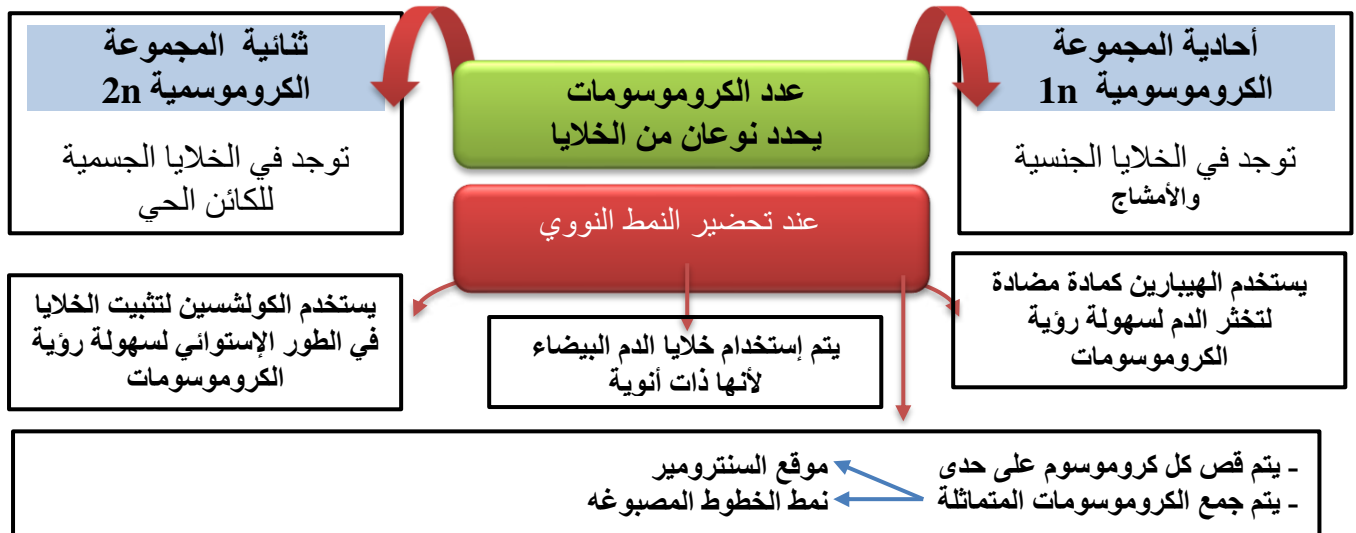 عدد الكروموسومات
يحدد نوعان من الخلايا
أحادية المجموعة
الكروموسومية 1n
توجد في الخلايا الجنسية
والأمشاج
ثنائية المجموعة
الكروموسمية 2n
توجد في الخلايا الجسمية
للكائن الحي
عند تحضير النمط النووي
يستخدم الهيبارين كمادة مضادة
لتخثر الدم لسهولة ر�ية
الكروموسومات
يتم إستخدام خلايا الدم البيضاء
لأنها ذات أنوية
يستخدم الكولشسين لتثبيت الخلايا
في الطور الإستوائي لسهولة رؤية
الكروموسومات
- يتم قص كل كروموسوم على حدى
- يتم جمع الكروموسومات المتماثلة
موقع السنترومير
نمط الخطوط المصبوغه